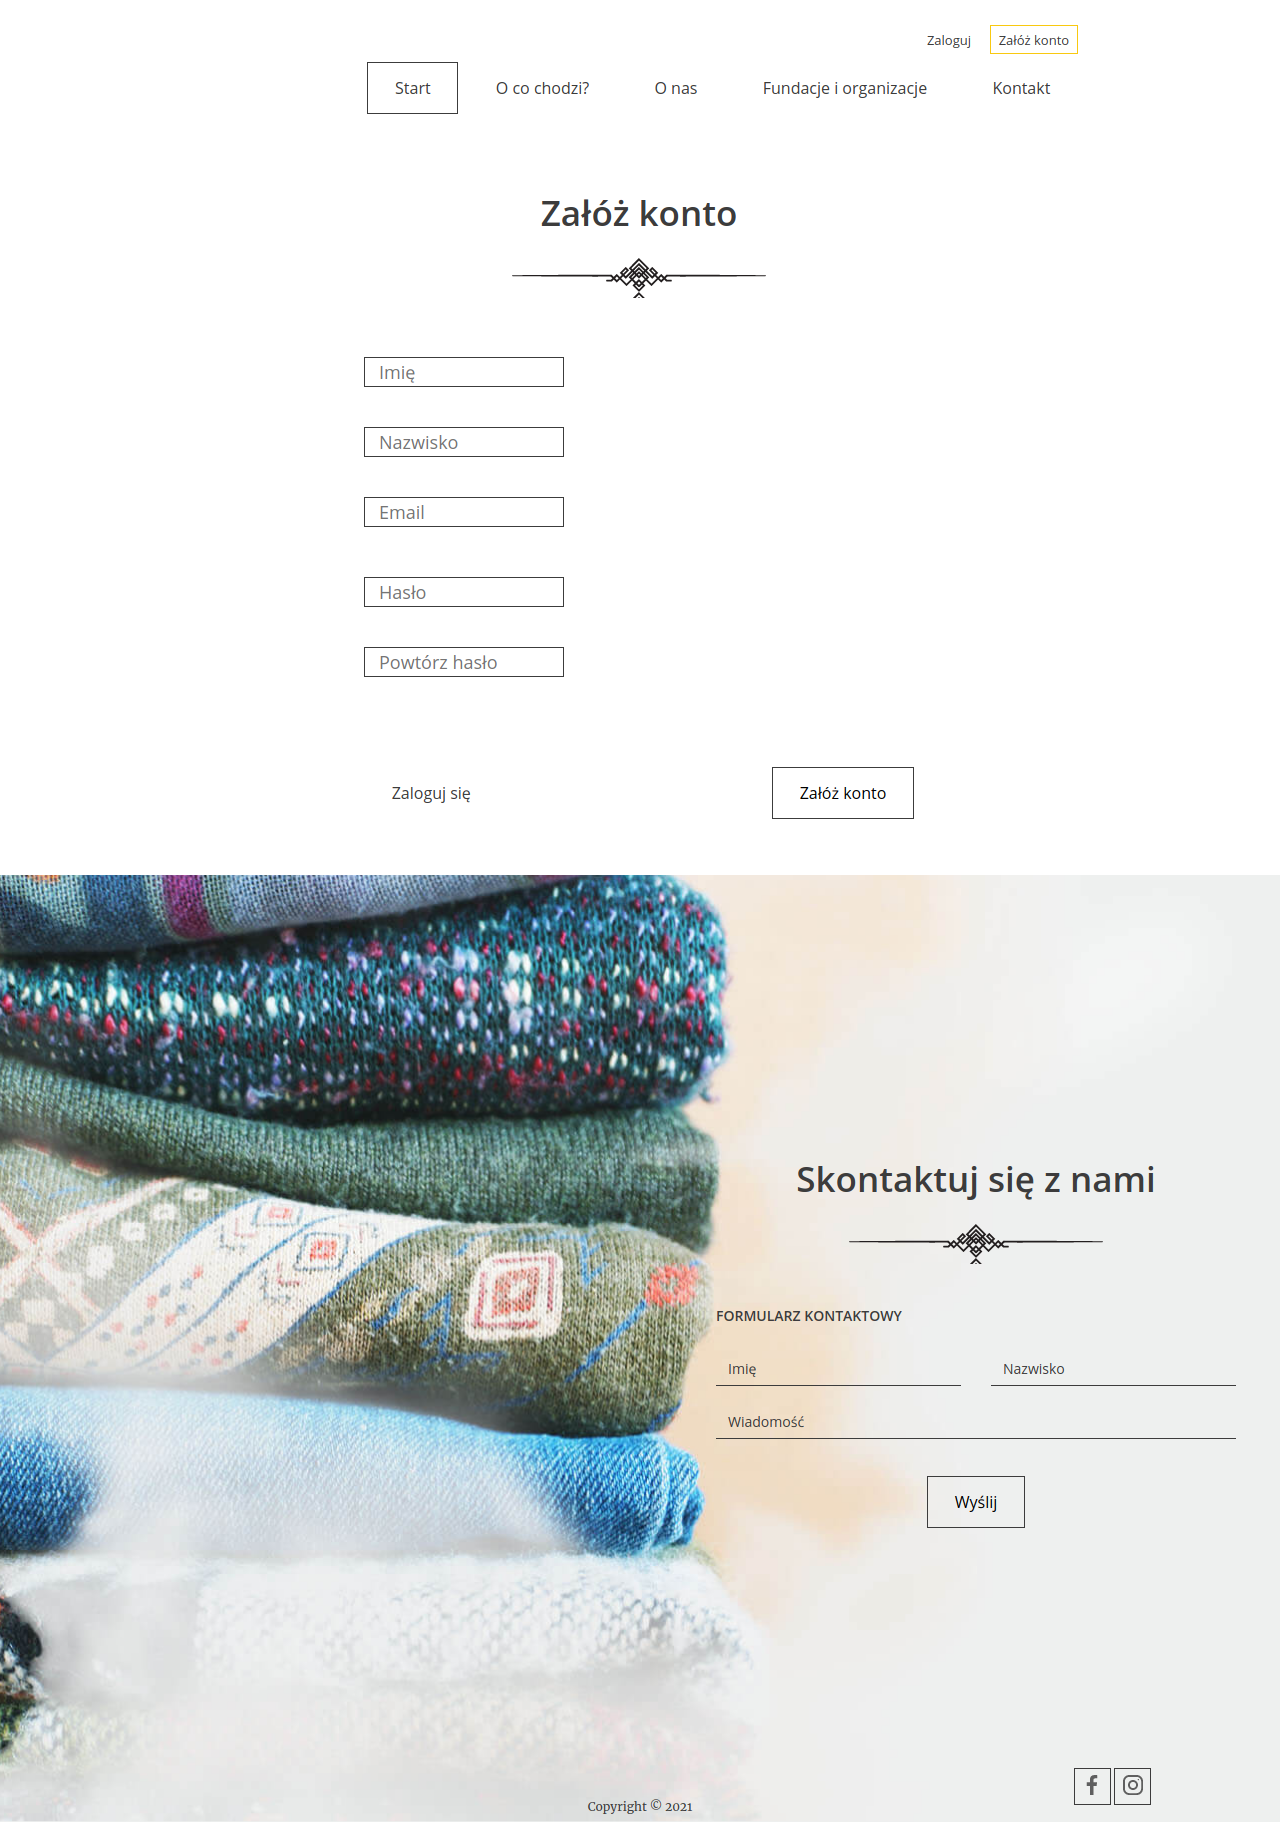 Zaloguj Załóż konto
Start O co chodzi? O nas Fundacje i organizacje Kontakt
Załóż konto
Imię
Nazwisko
Email
Hasło
Powtórz hasło
Zaloguj się Załóż konto
Skontaktuj się z nami
FORMULARZ KONTAKTOWY
Imię Nazwisko
Wiadomość
Wyślij
Copyright © 2021